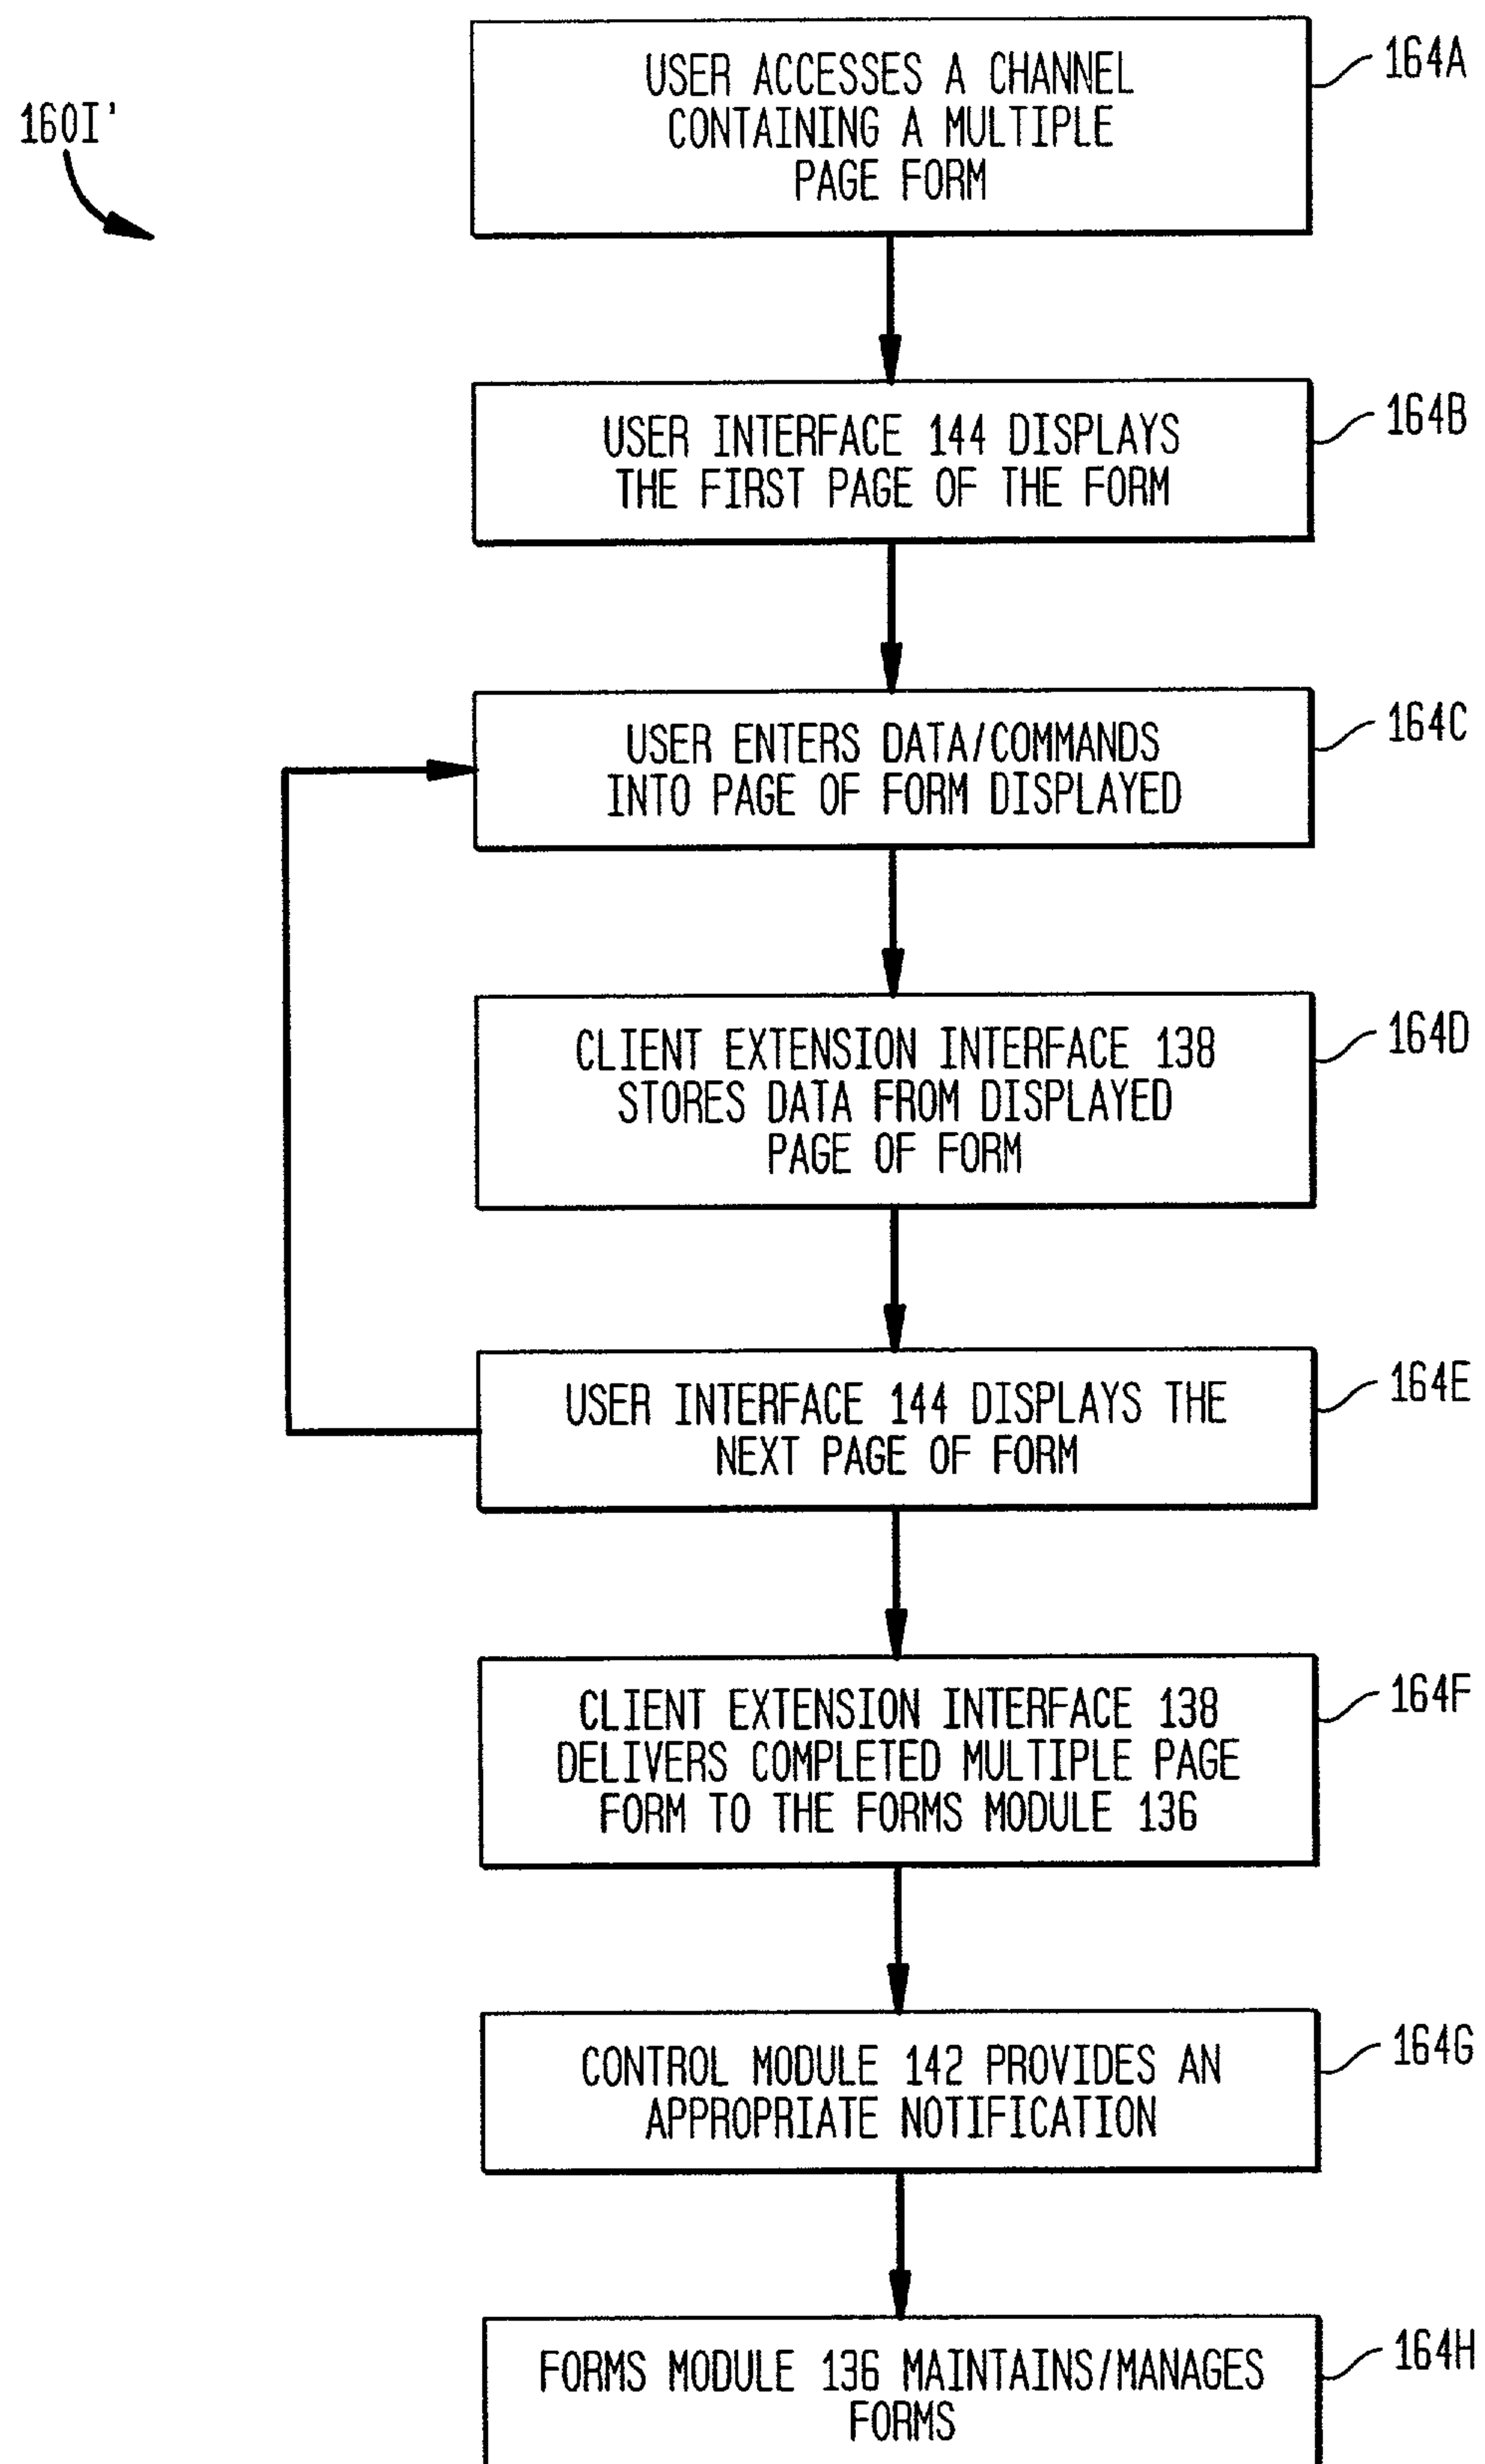 160I'
USER ACCESSES A CHANNEL
CONTAINING A MULTIPLE
PAGE FORM
164A
USER INTERFACE 144 DISPLAYS
THE FIRST PAGE OF THE FORM
164B
USER ENTERS DATA/COMMANDS
INTO PAGE OF FORM DISPLAYED
164C
CLIENT EXTENSION INTERFACE 138
STORES DATA FROM DISPLAYED
PAGE OF FORM
164D
USER INTERFACE 144 DISPLAYS THE
NEXT PAGE OF FORM
164E
CLIENT EXTENSION INTERFACE 138
DELIVERS COMPLETED MULTIPLE PAGE
FORM TO THE FORMS MODULE 136
164F
CONTROL MODULE 142 PROVIDES AN
APPROPRIATE NOTIFICATION
164G
FORMS MODULE 136 MAINTAINS/MANAGES
FORMS
164H